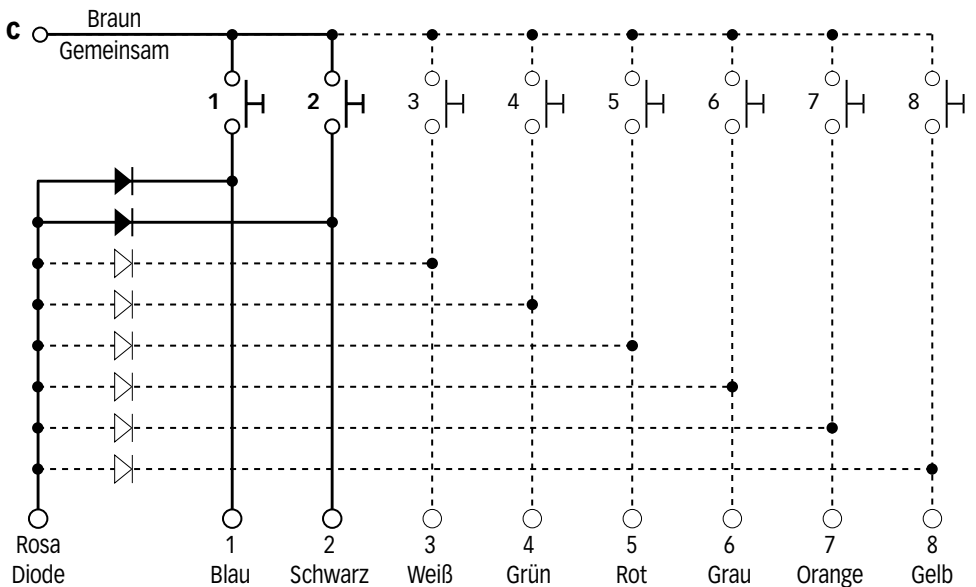 C Braun
Gemeinsam
1 2 3 4 5 6 7 8
Rosa 1 2 3 4 5 6 7 8
Diode Blau Schwarz Weiß Grün Rot Grau Orange Gelb